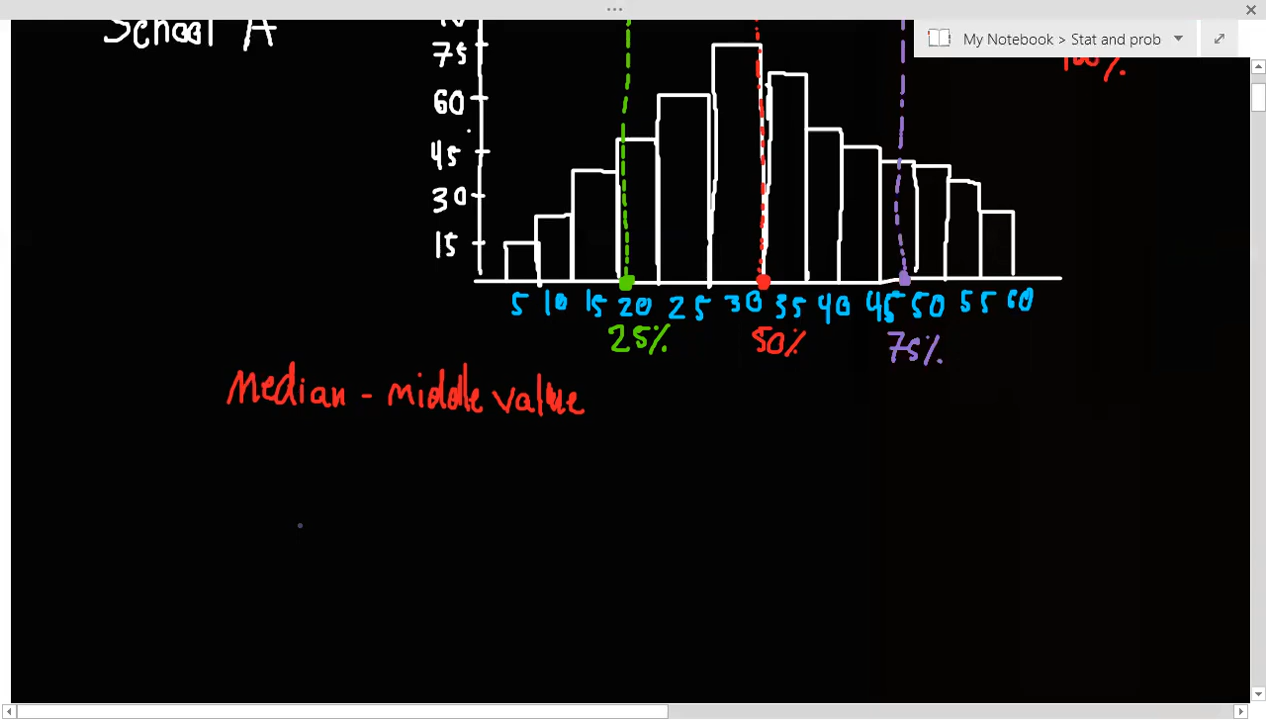 School A
My Notebook > Stat and prob
75
60
45
30
15
5 10 15 20 25 30 35 40 45 50 55 60
25% 50% 75%
Median - middle value